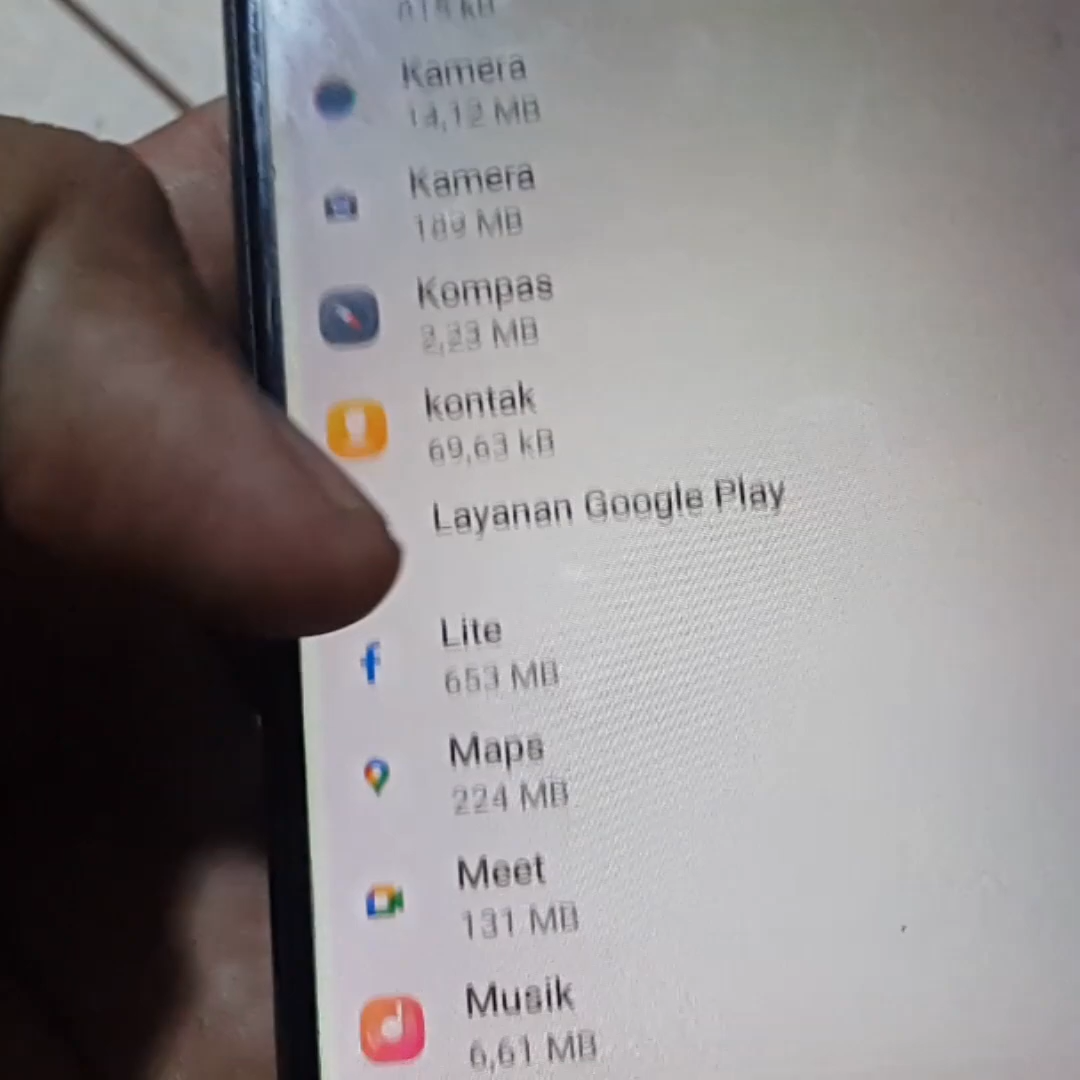 Kamera
14,12 MB
Kamera
189 MB
Kompas
2,23 MB
kontak
69,63 kB
Layanan Google Play
Lite
653 MB
Maps
224 MB
Meet
131 MB
Musik
6,61 MB